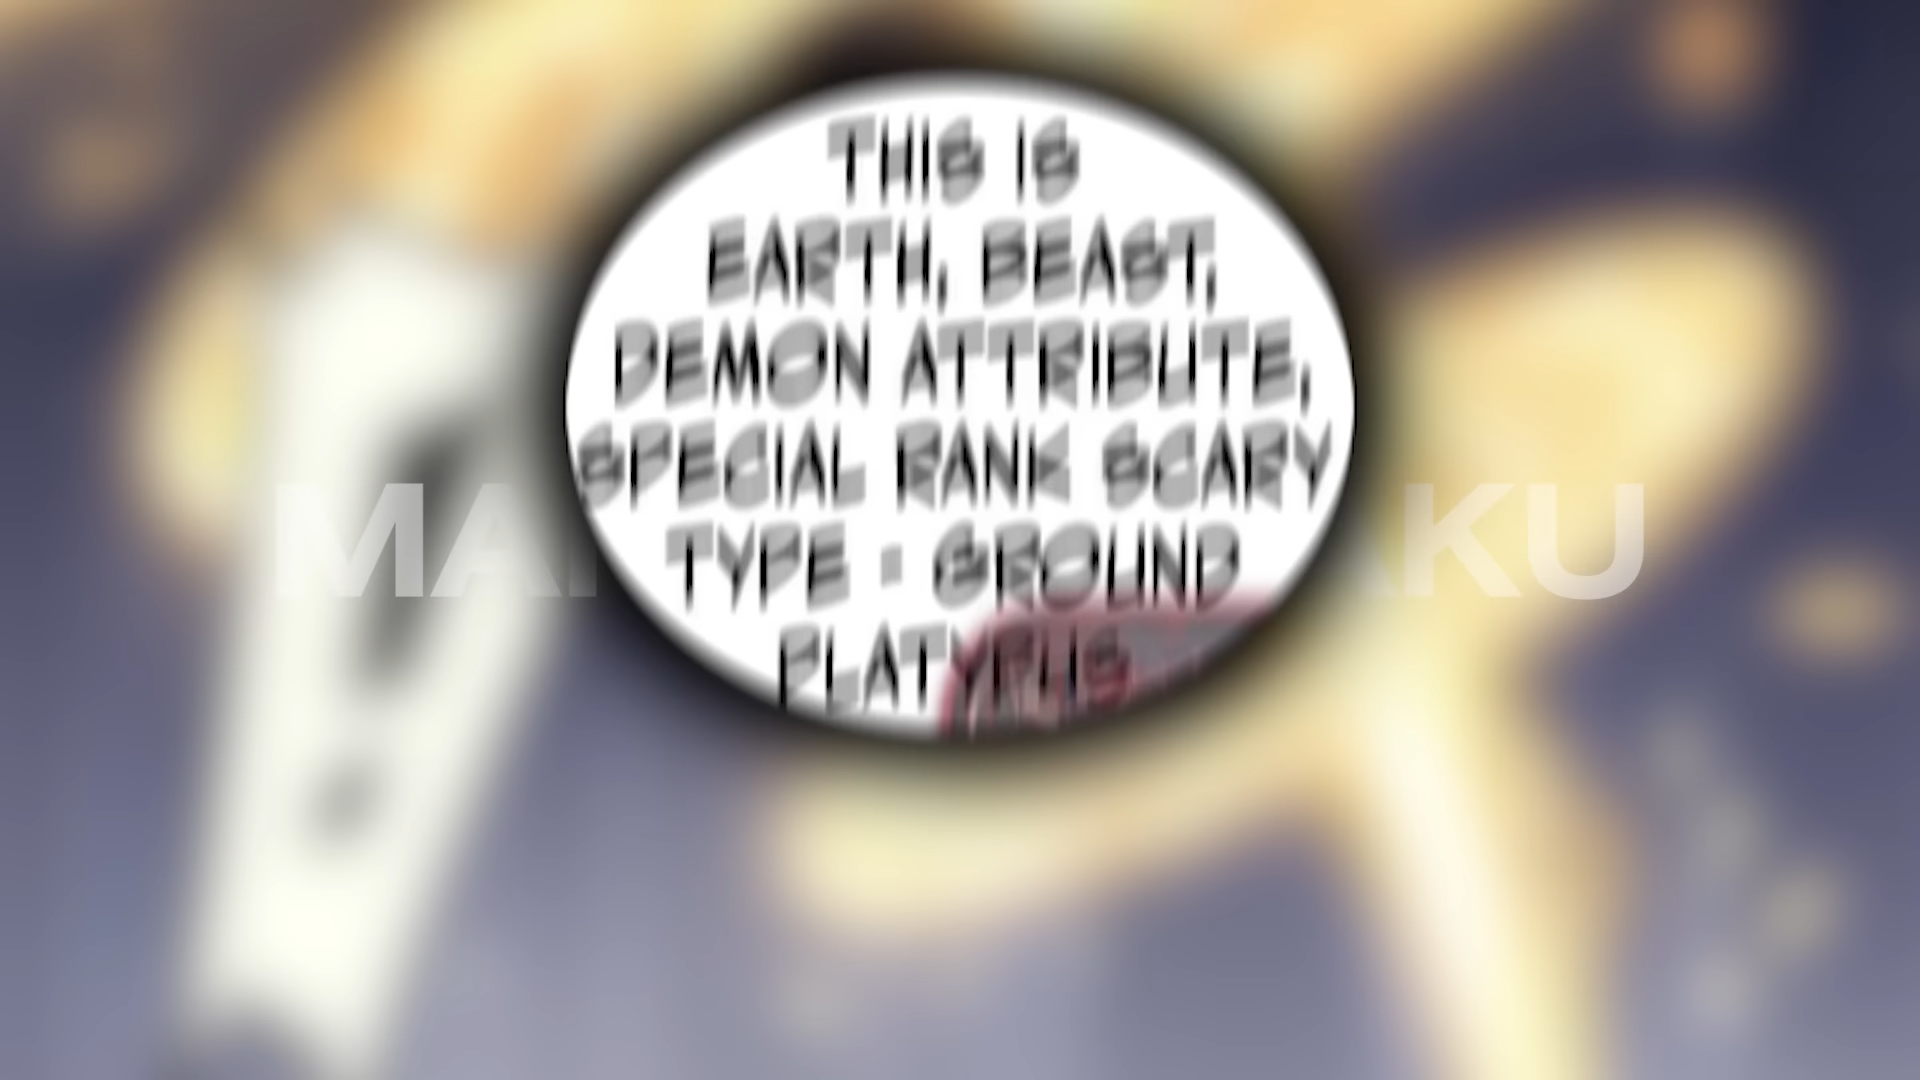 THIS IS
EARTH, BEAST,
DEMON ATTRIBUTE,
SPECIAL RANK SCARY
TYPE - GROUND
PLATYPUS